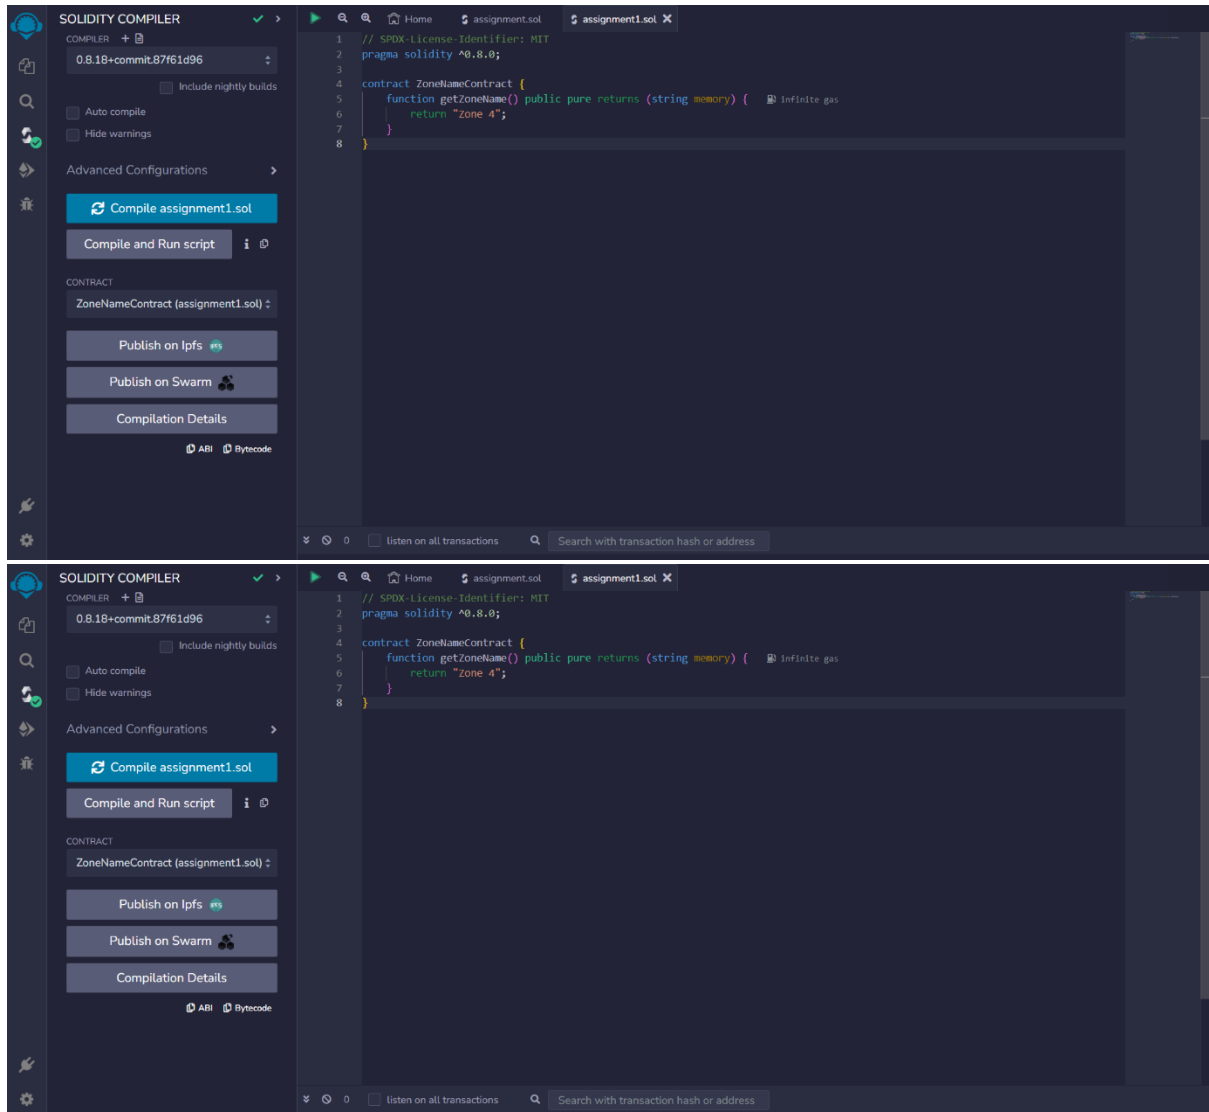 SOLIDITY COMPILER
COMPILER
0.8.18+commit.87f61d96
Include nightly builds
Auto compile
Hide warnings
Advanced Configurations
Compile assignment1.sol
Compile and Run script
CONTRACT
ZoneNameContract (assignment1.sol)
Publish on Ipfs
Publish on Swarm
Compilation Details
ABI Bytecode
Home assignment.sol assignment1.sol
1 // SPDX-License-Identifier: MIT
2 pragma solidity ^0.8.0;
3
4 contract ZoneNameContract {
5 function getZoneName() public pure returns (string memory) { infinite gas
6 return "Zone 4";
7 }
8 }
0 listen on all transactions Search with transaction hash or address
SOLIDITY COMPILER
COMPILER
0.8.18+commit.87f61d96
Include nightly builds
Auto compile
Hide warnings
Advanced Configurations
Compile assignment1.sol
Compile and Run script
CONTRACT
ZoneNameContract (assignment1.sol)
Publish on Ipfs
Publish on Swarm
Compilation Details
ABI Bytecode
Home assignment.sol assignment1.sol
1 // SPDX-License-Identifier: MIT
2 pragma solidity ^0.8.0;
3
4 contract ZoneNameContract {
5 function getZoneName() public pure returns (string memory) { infinite gas
6 return "Zone 4";
7 }
8 }
0 listen on all transactions Search with transaction hash or address